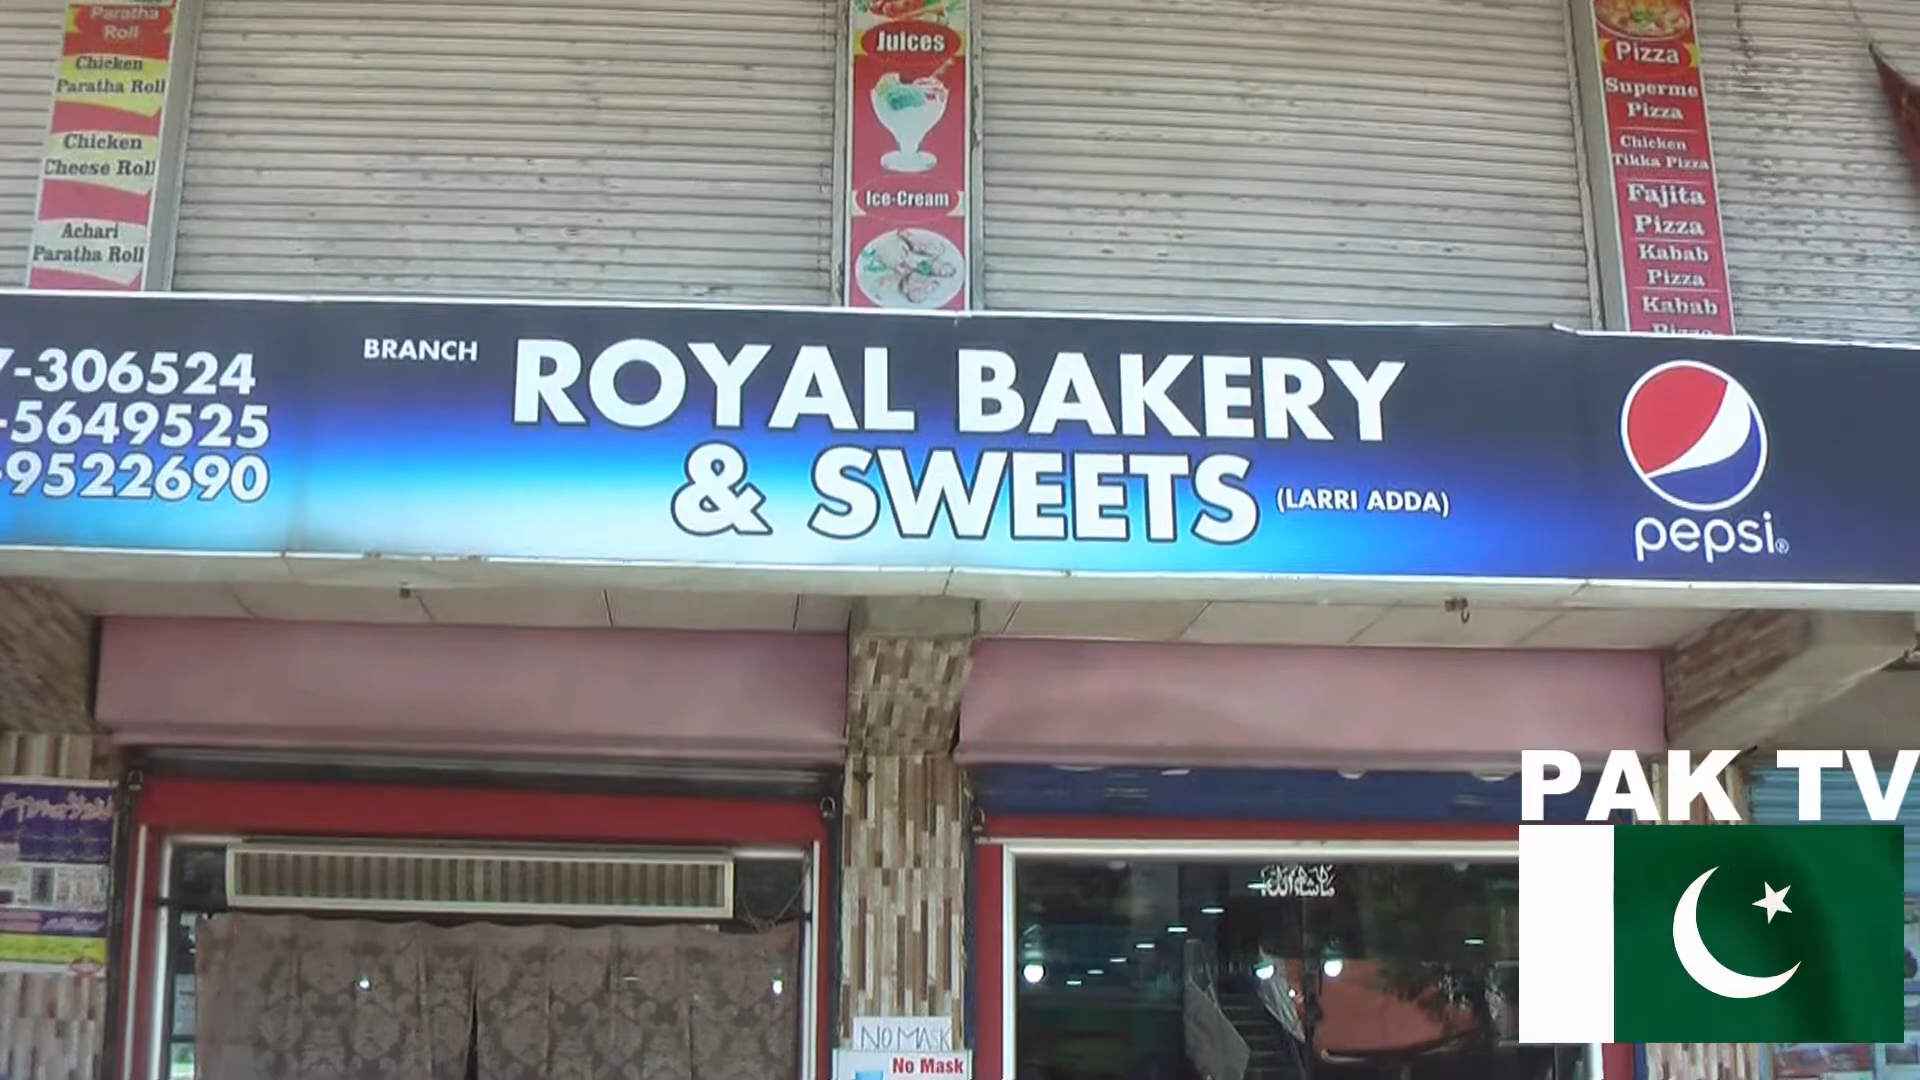 Paratha
Roll
Chicken
Paratha Roll
Chicken
Cheese Roll
Achari
Paratha Roll
Juices
Ice-Cream
Pizza
Superme
Pizza
Chicken
Tikka Pizza
Fajita
Pizza
Kabab
Pizza
Kabab
Pizza
-306524
-5649525
-9522690
BRANCH
ROYAL BAKERY
& SWEETS (LARRI ADDA)
pepsi®
PAK TV
ماشاءاللہ
NO MASK
No Mask